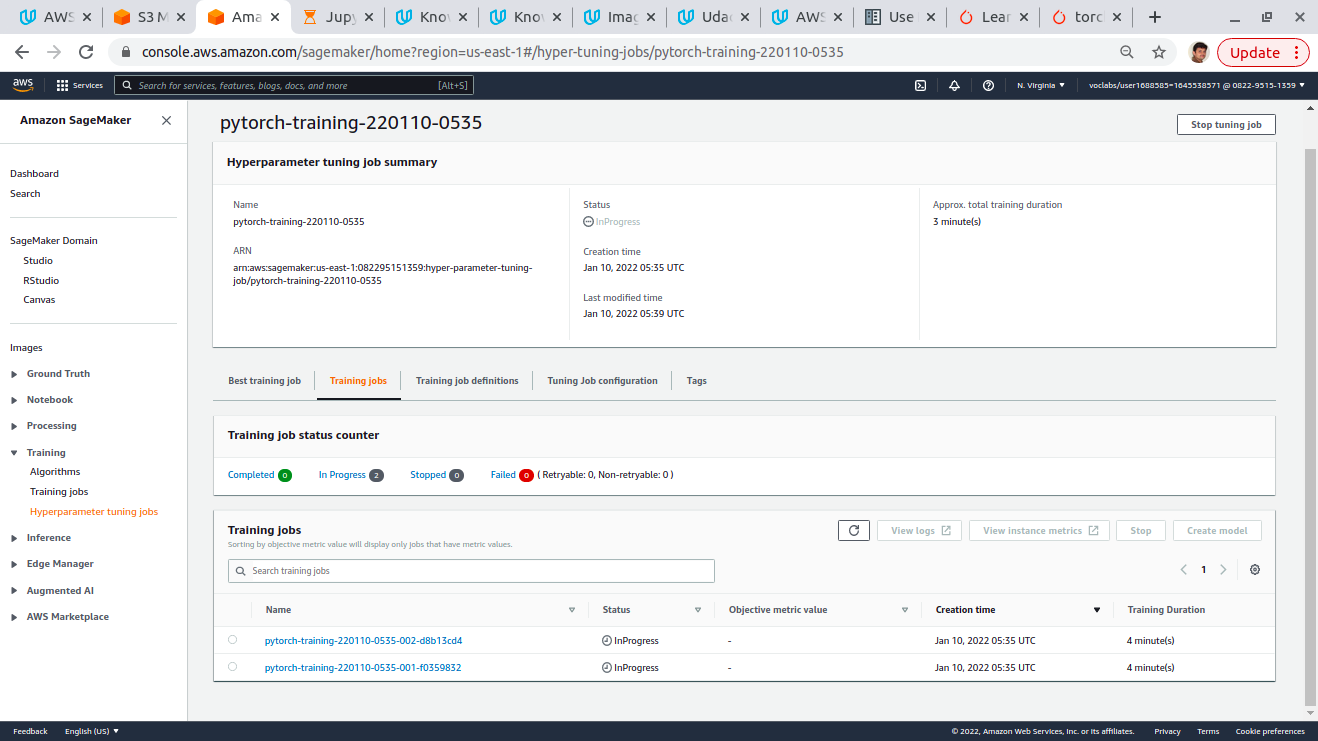 AWS
S3 M
Ama
Jupy
Know
Know
Imag
Udac
AWS
Use
Lear
torc
console.aws.amazon.com/sagemaker/home?region=us-east-1#/hyper-tuning-jobs/pytorch-training-220110-0535
Update
aws
Services
Search for services, features, blogs, docs, and more
[Alt+S]
N. Virginia
voclabs/user1688585=1645538571 @ 0822-9515-1359
Amazon SageMaker
Dashboard
Search
SageMaker Domain
Studio
RStudio
Canvas
Images
Ground Truth
Notebook
Processing
Training
Algorithms
Training jobs
Hyperparameter tuning jobs
Inference
Edge Manager
Augmented AI
AWS Marketplace
pytorch-training-220110-0535
Stop tuning job
Hyperparameter tuning job summary
Name
pytorch-training-220110-0535
ARN
arn:aws:sagemaker:us-east-1:082295151359:hyper-parameter-tuning-
job/pytorch-training-220110-0535
Status
InProgress
Creation time
Jan 10, 2022 05:35 UTC
Last modified time
Jan 10, 2022 05:39 UTC
Approx. total training duration
3 minute(s)
Best training job
Training jobs
Training job definitions
Tuning Job configuration
Tags
Training job status counter
Completed 0
In Progress 2
Stopped 0
Failed 0 ( Retryable: 0, Non-retryable: 0 )
Training jobs
Sorting by objective metric value will display only jobs that have metric values.
View logs
View instance metrics
Stop
Create model
Search training jobs
1
Name Status Objective metric value Creation time Training Duration
pytorch-training-220110-0535-002-d8b13cd4 InProgress - Jan 10, 2022 05:35 UTC 4 minute(s)
pytorch-training-220110-0535-001-f0359832 InProgress - Jan 10, 2022 05:35 UTC 4 minute(s)
Feedback
English (US)
© 2022, Amazon Web Services, Inc. or its affiliates.
Privacy
Terms
Cookie preferences